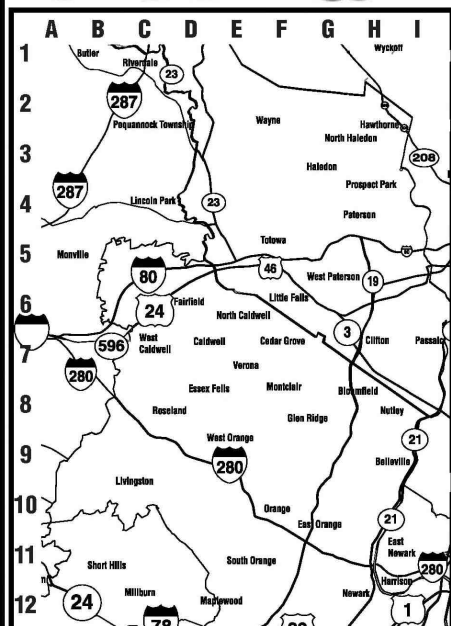 A B C D E F G H I
1
Butler
Riverdale
23
Wyckoff
2
287
Pequannock Township
Wayne
Hawthorne
North Haledon
3
Haledon
208
287
Prospect Park
4
Lincoln Park
23
Paterson
5
Monville
Totowa
46
80
West Paterson
19
6
24
Fairfield
Little Falls
North Caldwell
3
7
596
West
Caldwell
Caldwell
Cedar Grove
Clifton
Passaic
280
Verona
Essex Fells
Montclair
Bloomfield
8
Roseland
Glen Ridge
Nutley
21
West Orange
9
280
Belleville
Livingston
10
Orange
East Orange
21
11
Short Hills
South Orange
East
Newark
280
Harrison
12
24
Millburn
Maplewood
Newark
1
78